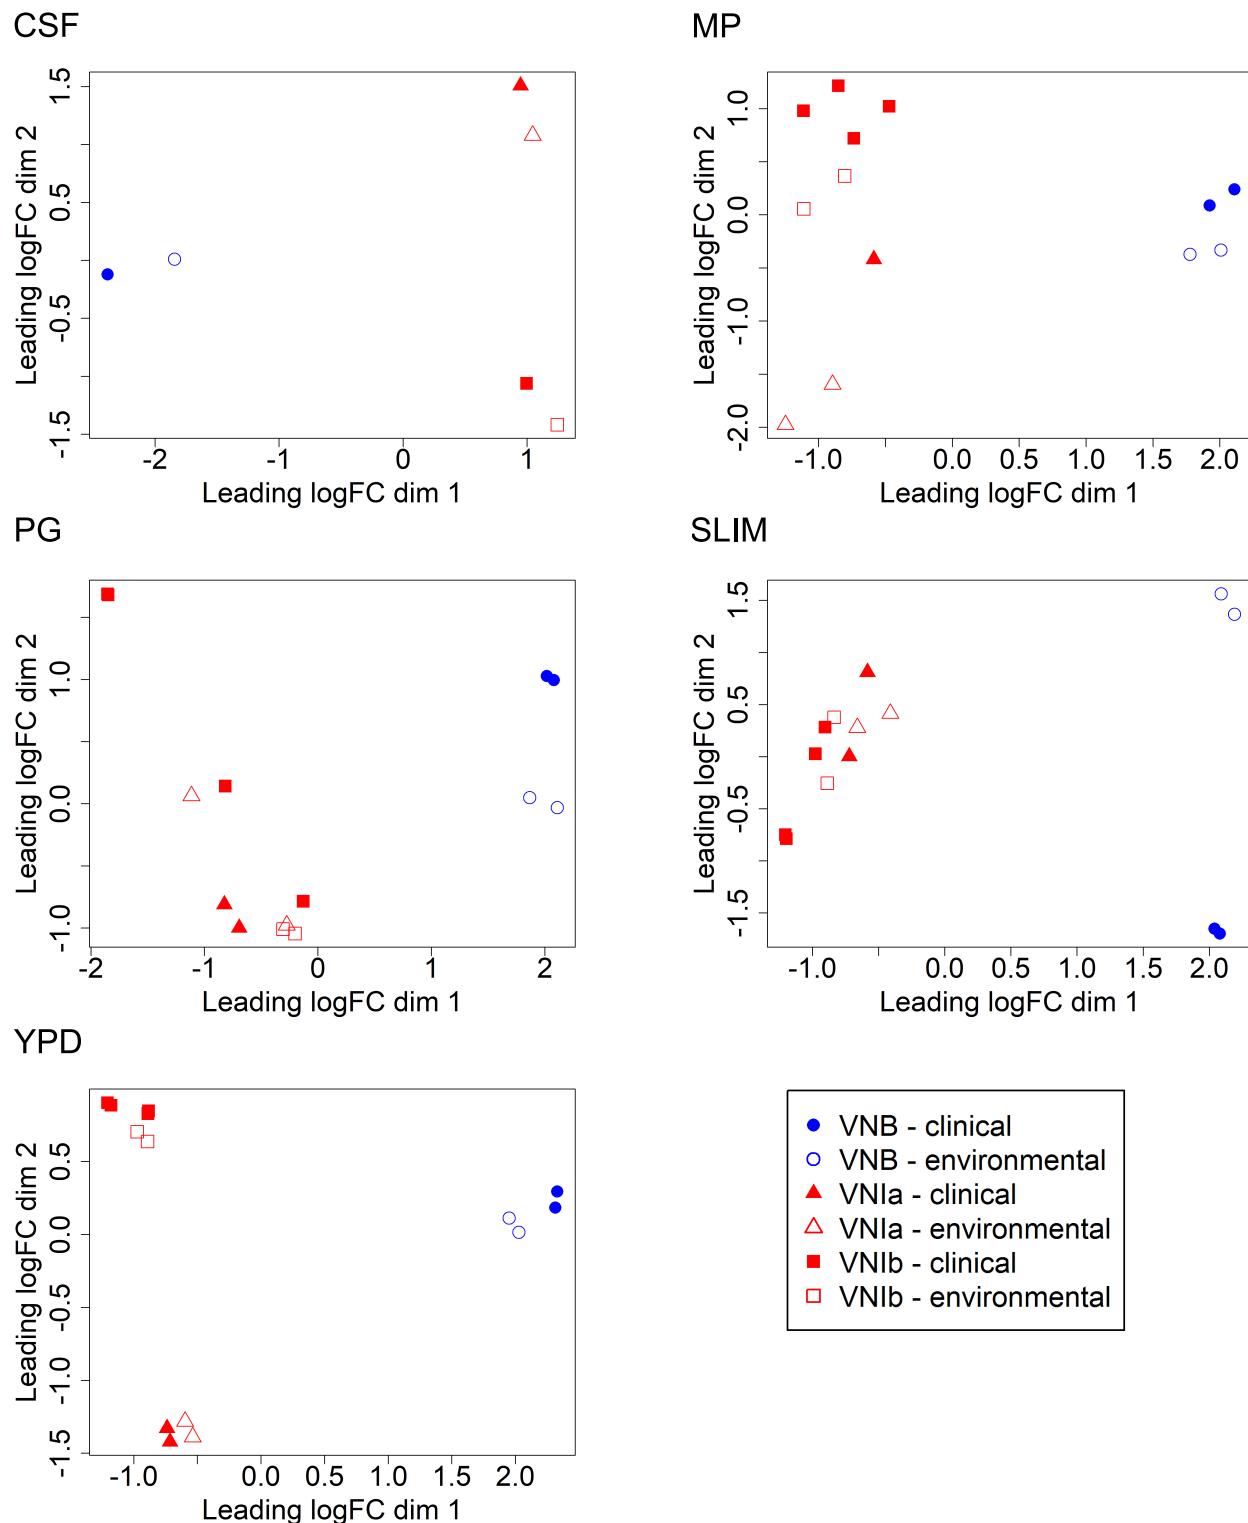 CSF
1.5
0.5
-0.5
-1.5
Leading logFC dim 2
-2
-1
0
1
Leading logFC dim 1
MP
1.0
0.0
-1.0
-2.0
Leading logFC dim 2
-1.0
0.0
0.5
1.0
1.5
2.0
Leading logFC dim 1
PG
1.0
0.0
-1.0
Leading logFC dim 2
-2
-1
0
1
2
Leading logFC dim 1
SLIM
1.5
0.5
-0.5
-1.5
Leading logFC dim 2
-1.0
0.0
0.5
1.0
1.5
2.0
Leading logFC dim 1
YPD
0.5
0.0
-0.5
-1.0
-1.5
Leading logFC dim 2
-1.0
0.0
0.5
1.0
1.5
2.0
Leading logFC dim 1
VNB - clinical
VNB - environmental
VNIa - clinical
VNIa - environmental
VNIb - clinical
VNIb - environmental